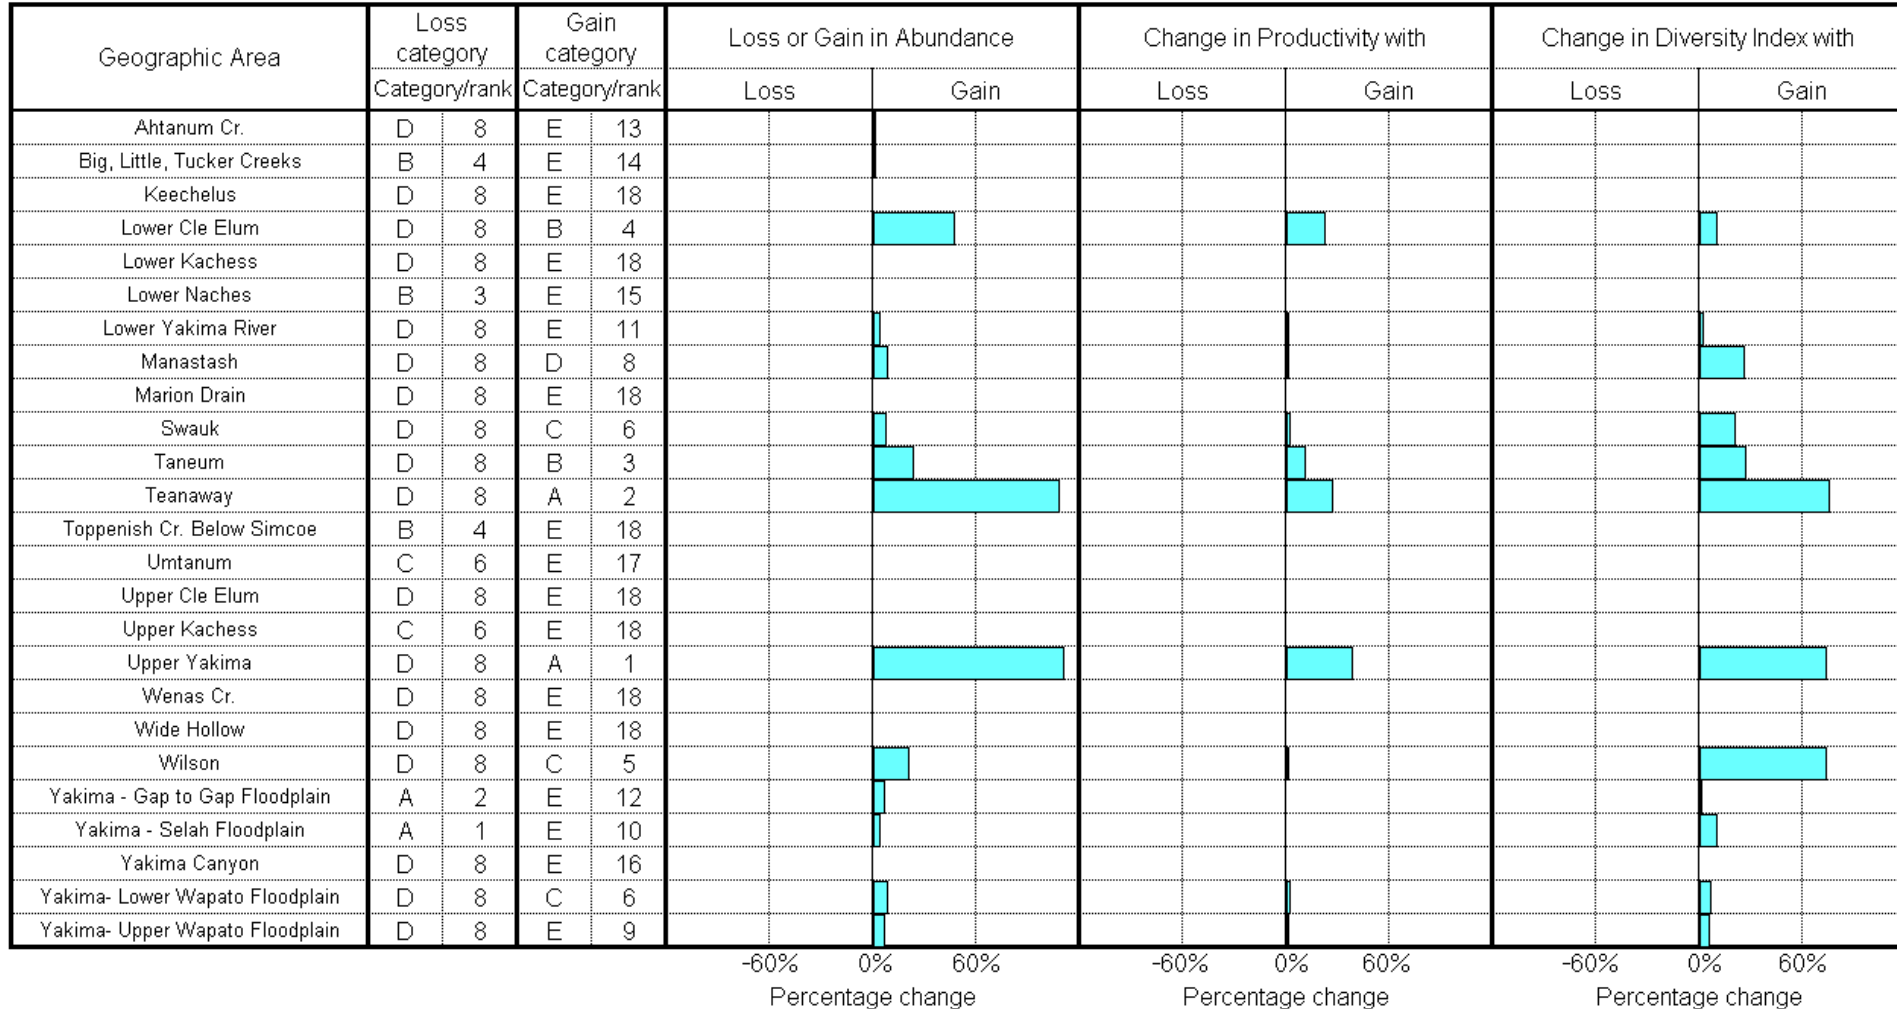 Geographic Area Loss category Gain category Loss or Gain in Abundance Change in Productivity with Change in Diversity Index with
Category/rank Category/rank Loss Gain Loss Gain Loss Gain
Ahtanum Cr. D 8 E 13
Big, Little, Tucker Creeks B 4 E 14
Keechelus D 8 E 18
Lower Cle Elum D 8 B 4
Lower Kachess D 8 E 18
Lower Naches B 3 E 15
Lower Yakima River D 8 E 11
Manastash D 8 D 8
Marion Drain D 8 E 18
Swauk D 8 C 6
Taneum D 8 B 3
Teanaway D 8 A 2
Toppenish Cr. Below Simcoe B 4 E 18
Umtanum C 6 E 17
Upper Cle Elum D 8 E 18
Upper Kachess C 6 E 18
Upper Yakima D 8 A 1
Wenas Cr. D 8 E 18
Wide Hollow D 8 E 18
Wilson D 8 C 5
Yakima - Gap to Gap Floodplain A 2 E 12
Yakima - Selah Floodplain A 1 E 10
Yakima Canyon D 8 E 16
Yakima- Lower Wapato Floodplain D 8 C 6
Yakima- Upper Wapato Floodplain D 8 E 9
-60% 0% 60% -60% 0% 60% -60% 0% 60%
Percentage change Percentage change Percentage change